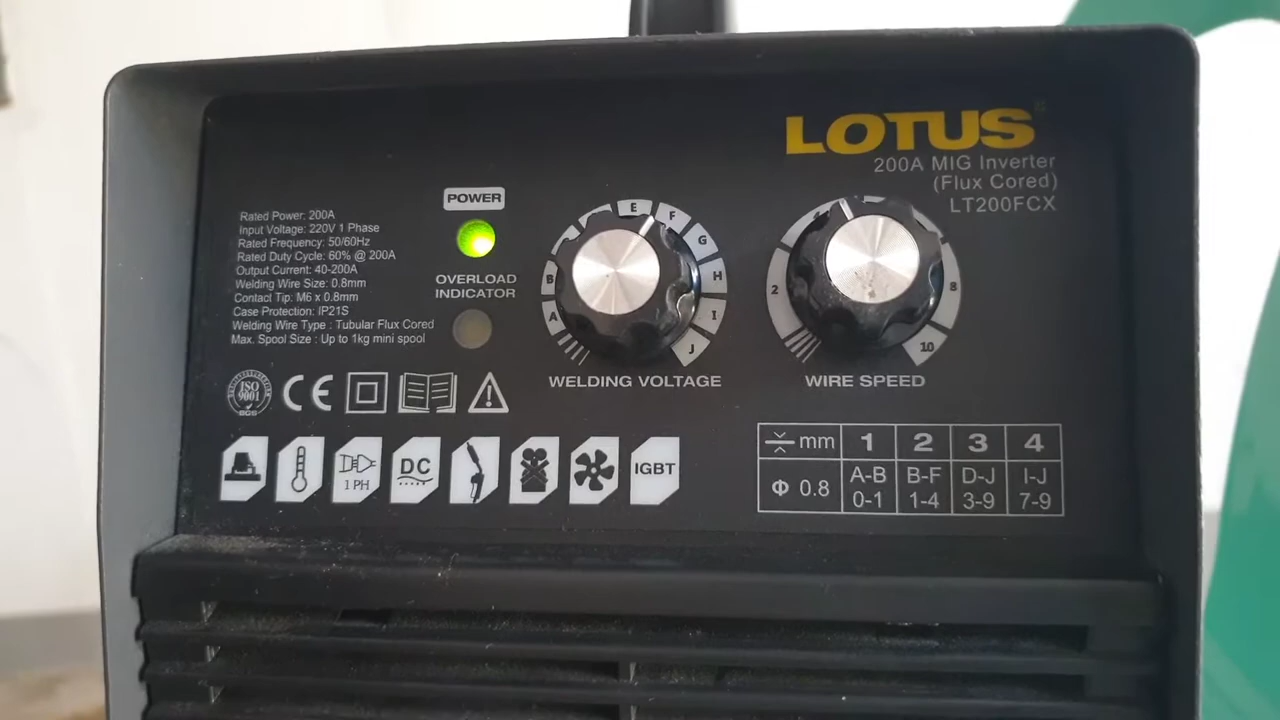 LOTUS
200A MIG Inverter
(Flux Cored)
LT200FCX
Rated Power: 200A
Input Voltage: 220V 1 Phase
Rated Frequency: 50/60Hz
Rated Duty Cycle: 60% @ 200A
Output Current: 40-200A
Welding Wire Size: 0.8mm
Contact Tip: M6 x 0.8mm
Case Protection: IP21S
Welding Wire Type : Tubular Flux Cored
Max. Spool Size : Up to 1kg mini spool
POWER
OVERLOAD
INDICATOR
A B E F G H I J
WELDING VOLTAGE
2 8 10
WIRE SPEED
ISO
9001
SGS
CE
1 PH
DC
IGBT
mm 1 2 3 4
Φ 0.8 A-B B-F D-J I-J
0-1 1-4 3-9 7-9